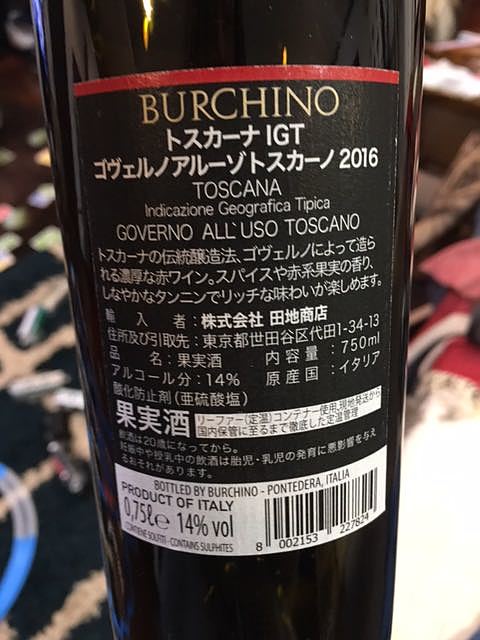 BURCHINO
トスカーナ IGT
ゴヴェルノアルーゾトスカーノ 2016
TOSCANA
Indicazione Geografica Tipica
GOVERNO ALL'USO TOSCANO
トスカーナの伝統醸造法、ゴヴェルノによって造ら
れる濃厚な赤ワイン。スパイスや赤系果実の香り、
しなやかなタンニンでリッチな味わいが楽しめます。
輸入者:株式会社 田地商店
住所及び引取先:東京都世田谷区代田1-34-13
品名:果実酒 内容量:750ml
アルコール分:14% 原産国:イタリア
酸化防止剤(亜硫酸塩)
果実酒 リーファー(定温)コンテナー使用、現地発送から
国内保管に至るまで徹底した定温管理
飲酒は20歳になってから。
妊娠中や授乳中の飲酒は胎児・乳児の発育に悪影響を与え
るおそれがあります。
BOTTLED BY BURCHINO - PONTEDERA, ITALIA
PRODUCT OF ITALY
0,75ℓ℮ 14% vol
CONTIENE SOLFITI - CONTAINS SULPHITES
8 002153 227824